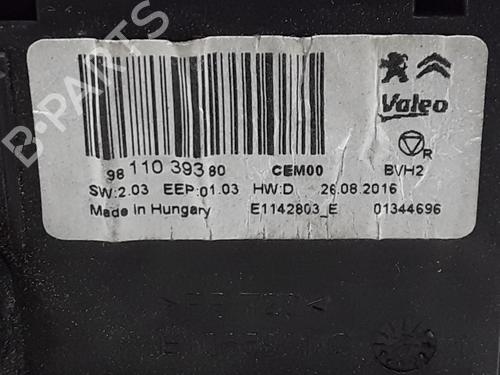 B-PARTS
Valeo
R
98 110 393 80 CEM00 BVH2
SW:2.03 EEP:01.03 HW:D 26.08.2016
Made In Hungary E1142803_E 01344696